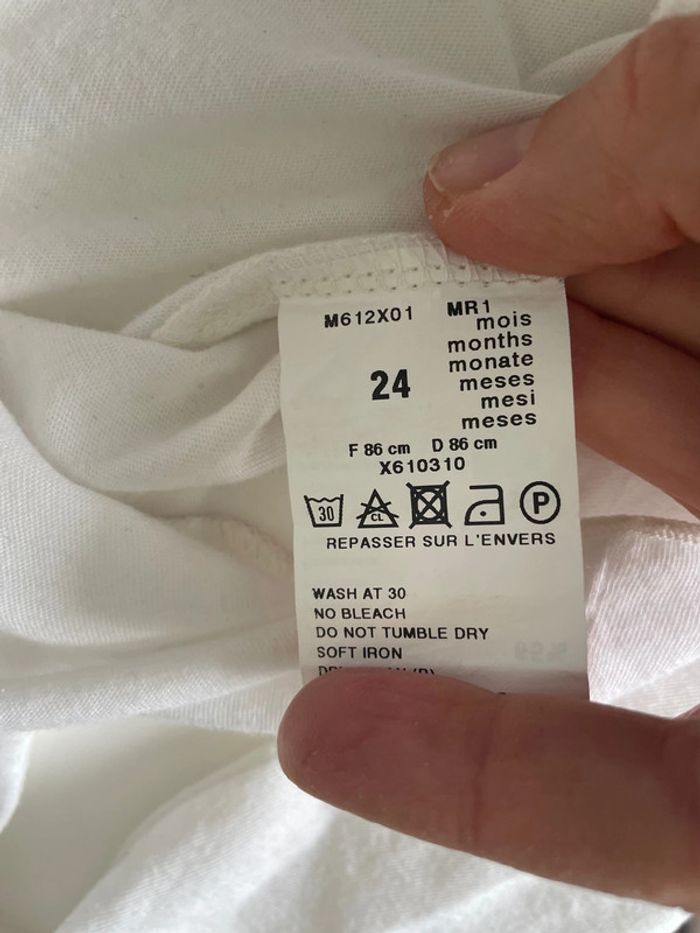 M612X01 MR1
mois
months
24 monate
meses
mesi
meses
F 86 cm D 86 cm
X610310
30 CL P
REPASSER SUR L'ENVERS
WASH AT 30
NO BLEACH
DO NOT TUMBLE DRY
SOFT IRON